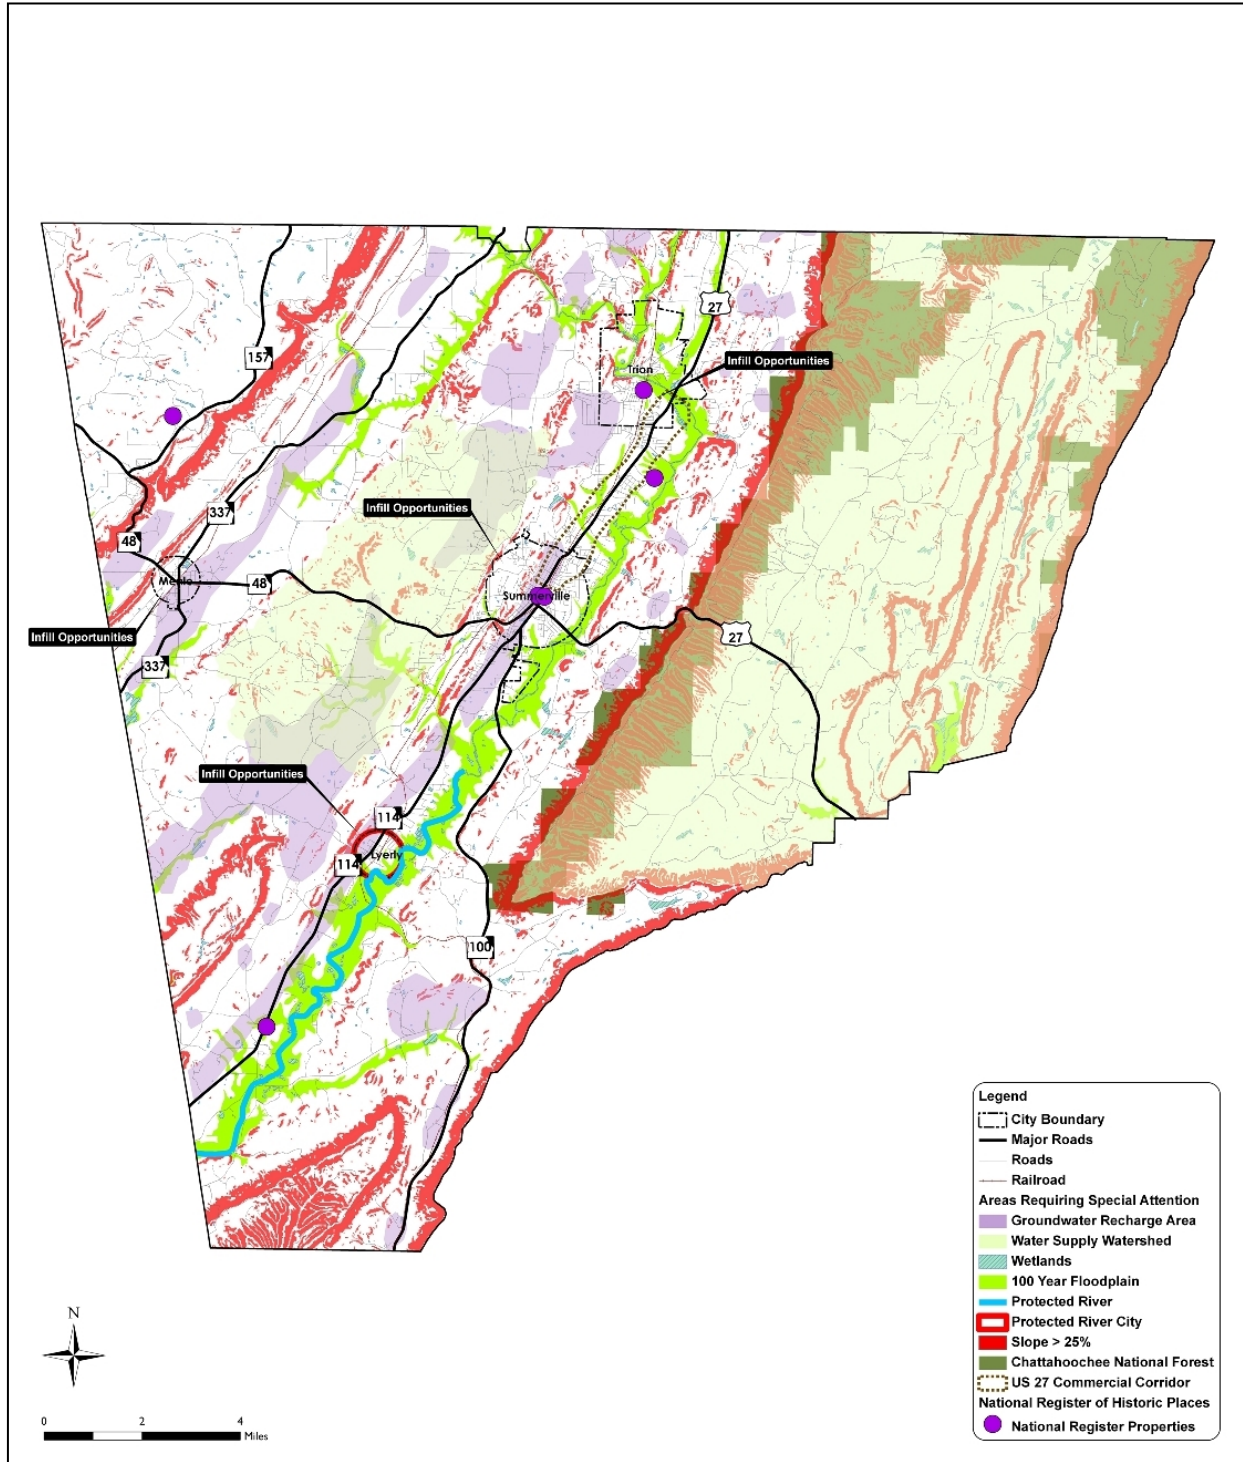 27
Infill Opportunities
Trion
157
Infill Opportunities
337
48
Menlo
48
Summerville
Infill Opportunities
27
337
Infill Opportunities
114
Lyerly
114
100
Legend
City Boundary
Major Roads
Roads
Railroad
Areas Requiring Special Attention
Groundwater Recharge Area
Water Supply Watershed
Wetlands
100 Year Floodplain
Protected River
Protected River City
Slope > 25%
Chattahoochee National Forest
US 27 Commercial Corridor
National Register of Historic Places
National Register Properties
N
0 2 4
Miles